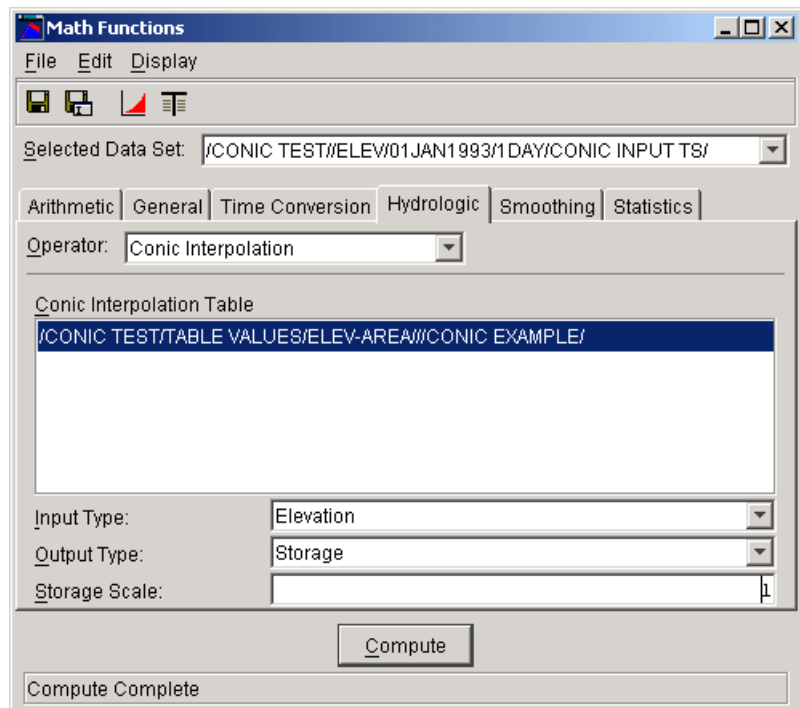 Math Functions
File Edit Display
Selected Data Set: /CONIC TEST//ELEV/01JAN1993/1DAY/CONIC INPUT TS/
Arithmetic General Time Conversion Hydrologic Smoothing Statistics
Operator: Conic Interpolation
Conic Interpolation Table
/CONIC TEST/TABLE VALUES/ELEV-AREA///CONIC EXAMPLE/
Input Type: Elevation
Output Type: Storage
Storage Scale: 1
Compute
Compute Complete